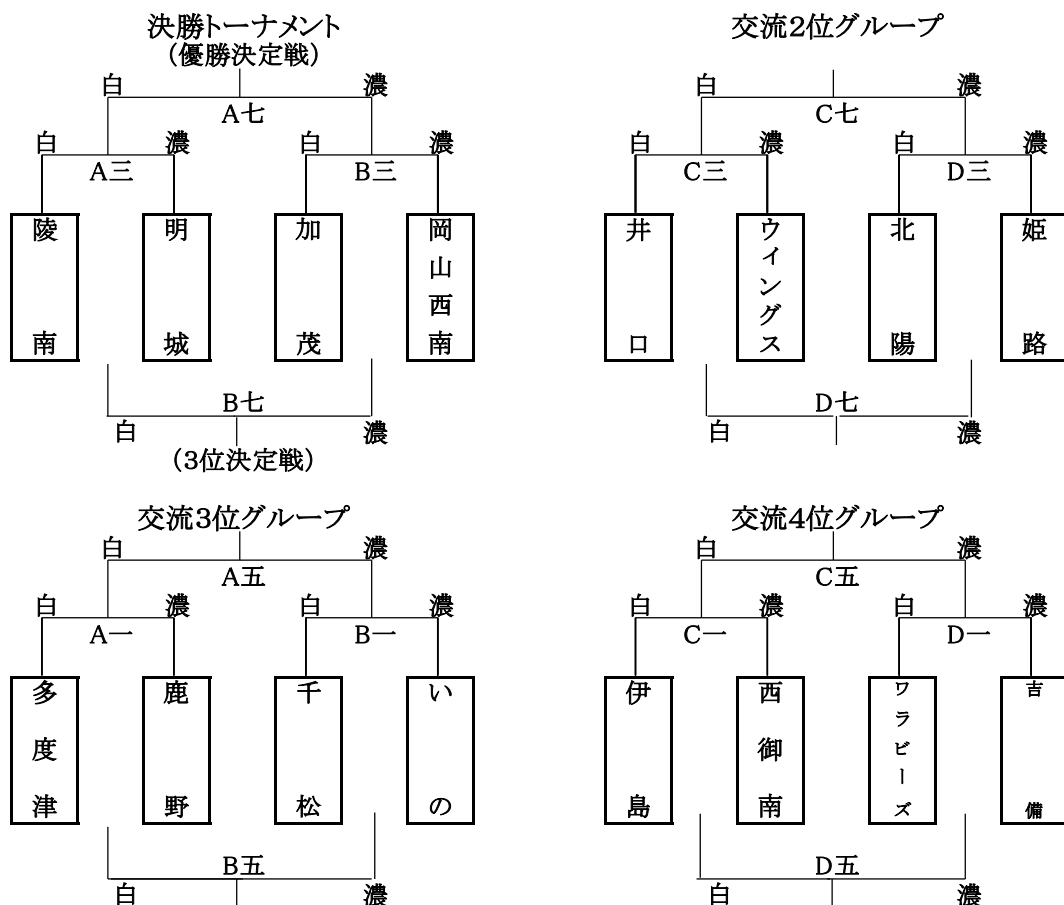 決勝トーナメント
(優勝決定戦)
白 濃
A七
白 濃 白 濃
A三 B三
陵南 明城 加茂 岡山西南
B七
白 濃
(3位決定戦)
交流2位グループ
白 濃
C七
白 濃 白 濃
C三 D三
井口 ウイングス 北陽 姫路
D七
白 濃
交流3位グループ
白 濃
A五
白 濃 白 濃
A一 B一
多度津 鹿野 千松 いの
B五
白 濃
交流4位グループ
白 濃
C五
白 濃 白 濃
C一 D一
伊島 西御南 ワラビーズ 吉備
D五
白 濃